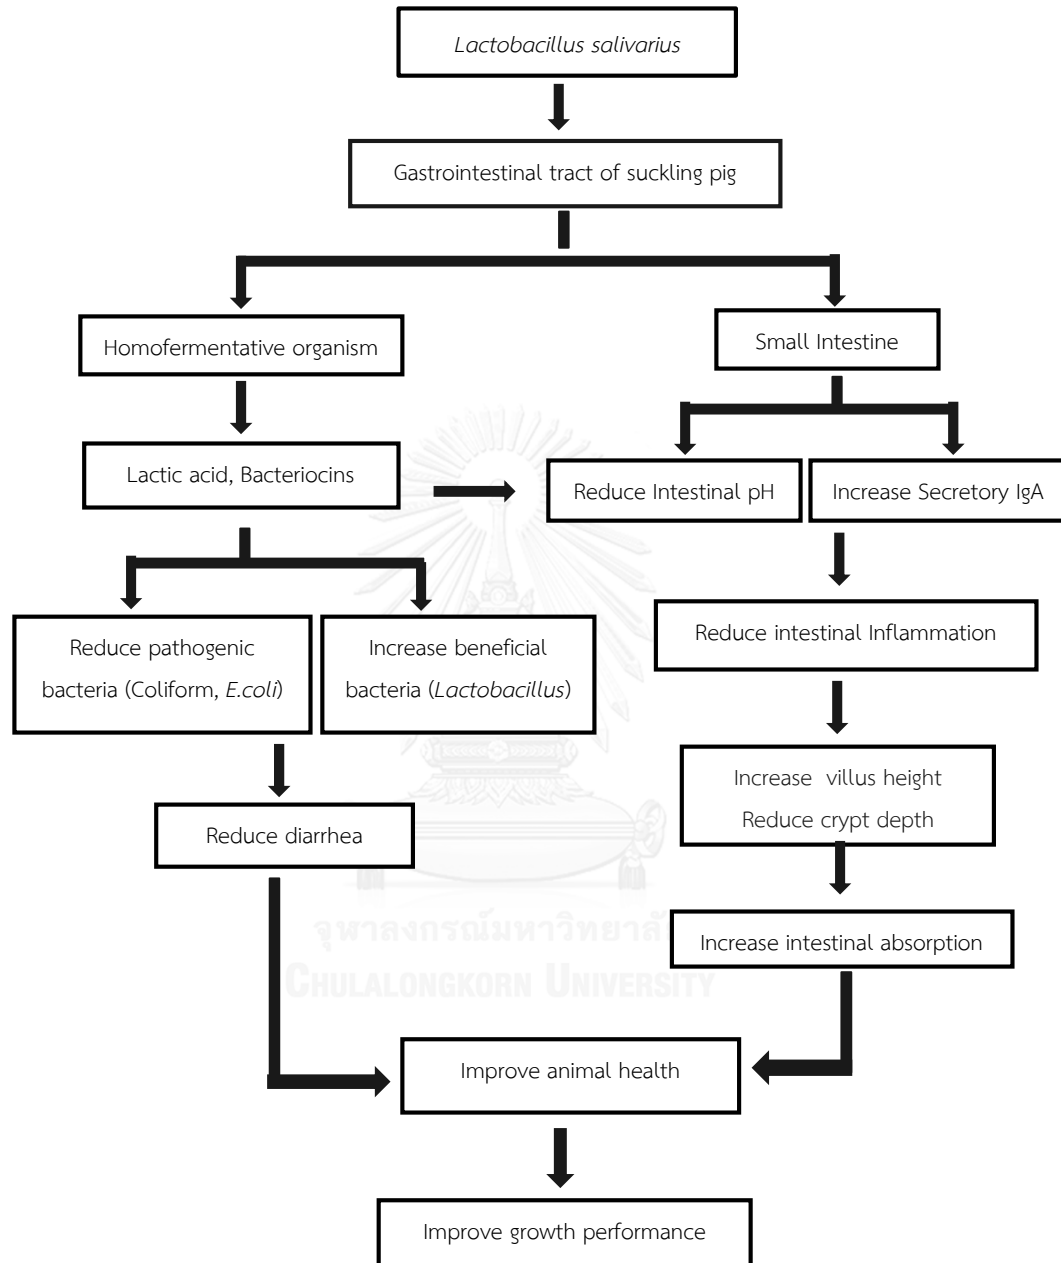 Lactobacillus salivarius
Gastrointestinal tract of suckling pig
Homofermentative organism
Small Intestine
Lactic acid, Bacteriocins
Reduce Intestinal pH
Increase Secretory IgA
Reduce pathogenic
bacteria (Coliform, E.coli)
Increase beneficial
bacteria (Lactobacillus)
Reduce intestinal Inflammation
Increase villus height
Reduce crypt depth
Reduce diarrhea
Increase intestinal absorption
จุฬาลงกรณ์มหาวิทยาลัย
CHULALONGKORN UNIVERSITY
Improve animal health
Improve growth performance